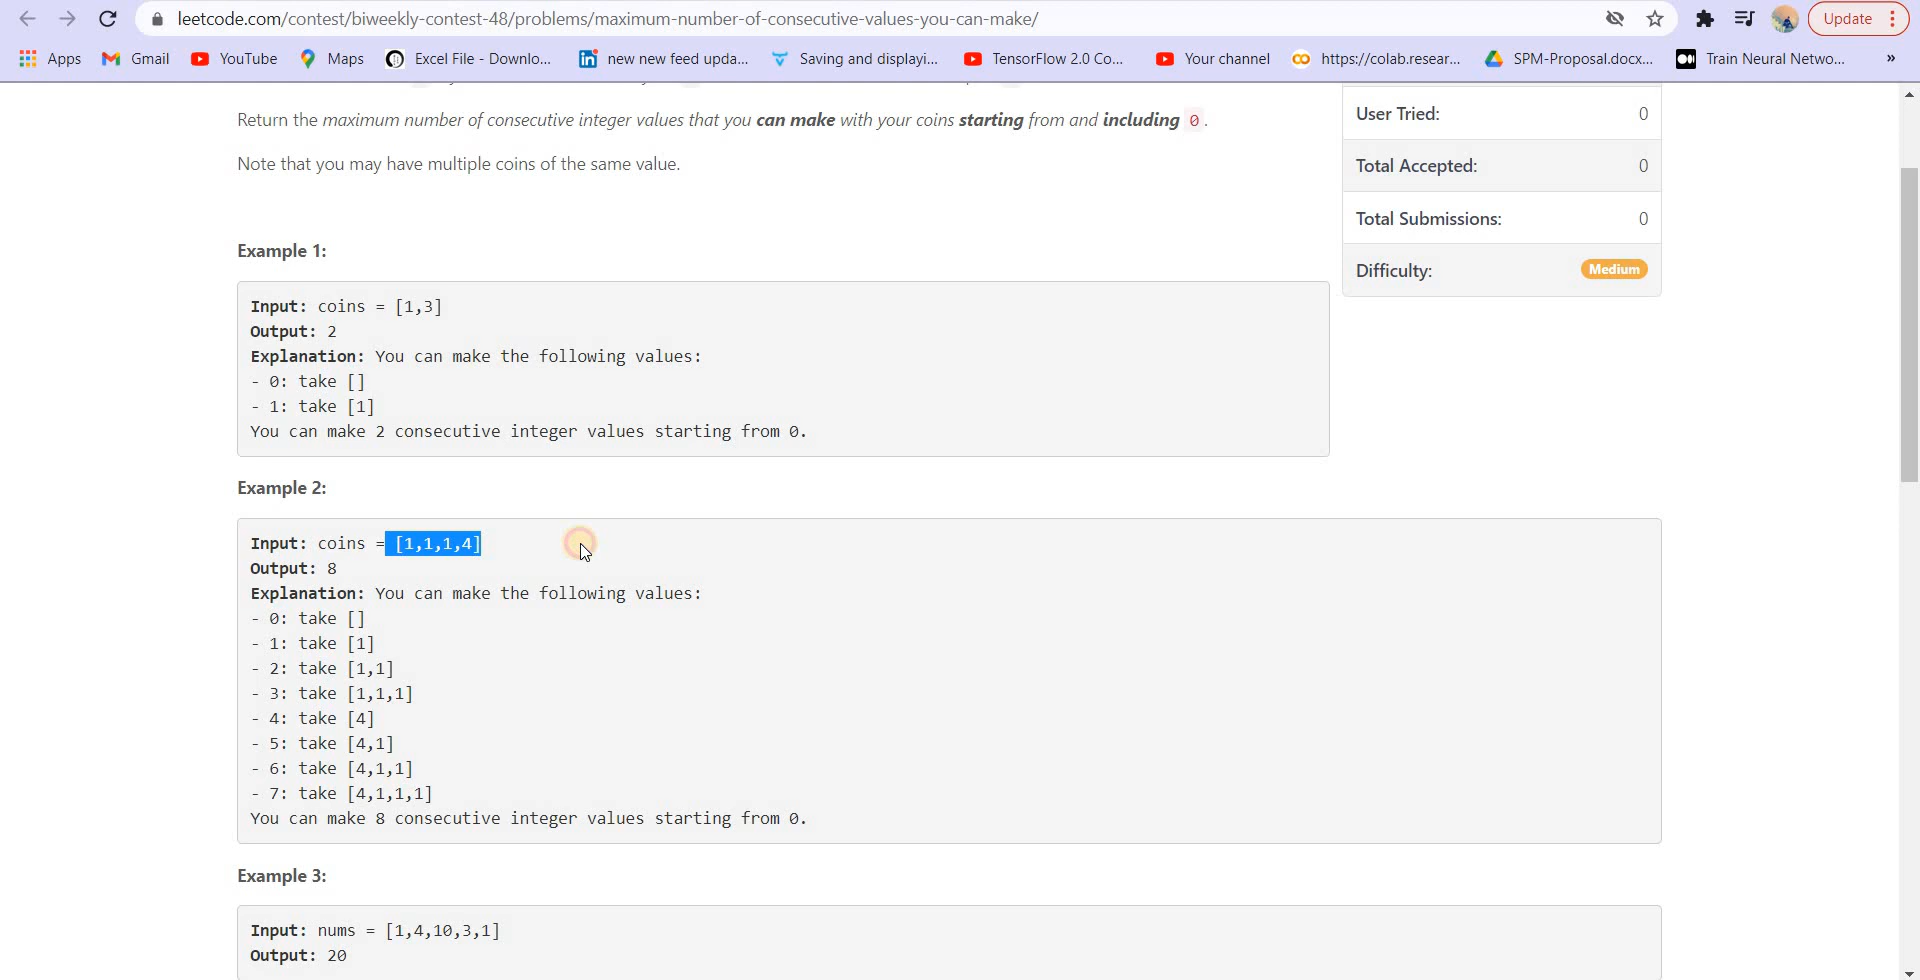 leetcode.com/contest/biweekly-contest-48/problems/maximum-number-of-consecutive-values-you-can-make/
Update
Apps
Gmail
YouTube
Maps
Excel File - Downlo...
new new feed upda...
Saving and displayi...
TensorFlow 2.0 Co...
Your channel
https://colab.resear...
SPM-Proposal.docx...
Train Neural Netwo...
»
Return the maximum number of consecutive integer values that you can make with your coins starting from and including 0.
Note that you may have multiple coins of the same value.
User Tried: 0
Total Accepted: 0
Total Submissions: 0
Difficulty: Medium
Example 1:
Input: coins = [1,3]
Output: 2
Explanation: You can make the following values:
- 0: take []
- 1: take [1]
You can make 2 consecutive integer values starting from 0.
Example 2:
Input: coins = [1,1,1,4]
Output: 8
Explanation: You can make the following values:
- 0: take []
- 1: take [1]
- 2: take [1,1]
- 3: take [1,1,1]
- 4: take [4]
- 5: take [4,1]
- 6: take [4,1,1]
- 7: take [4,1,1,1]
You can make 8 consecutive integer values starting from 0.
Example 3:
Input: nums = [1,4,10,3,1]
Output: 20